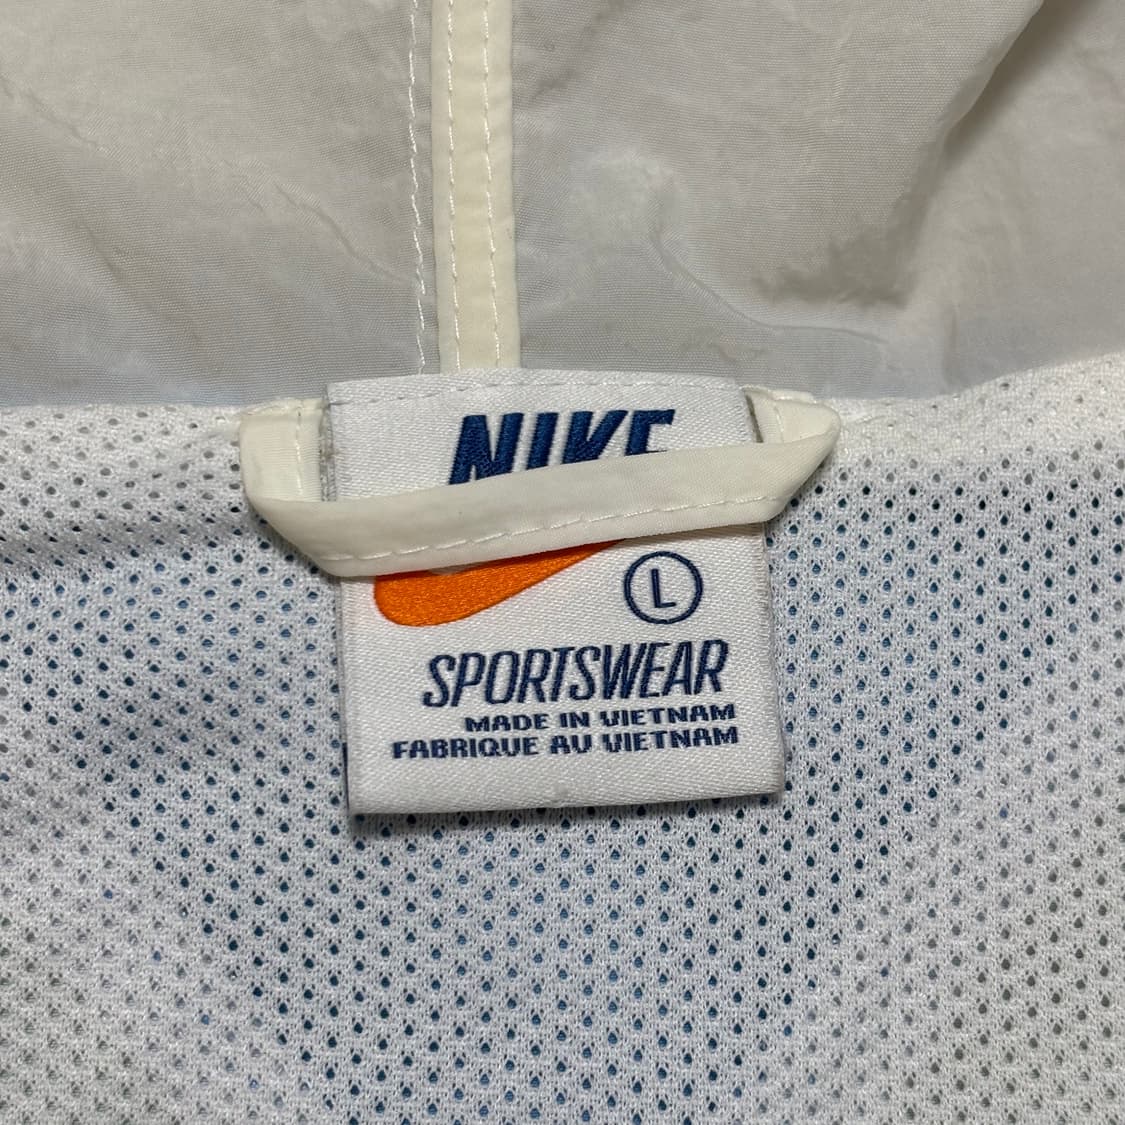 NIKE
L
SPORTSWEAR
MADE IN VIETNAM
FABRIQUE AU VIETNAM